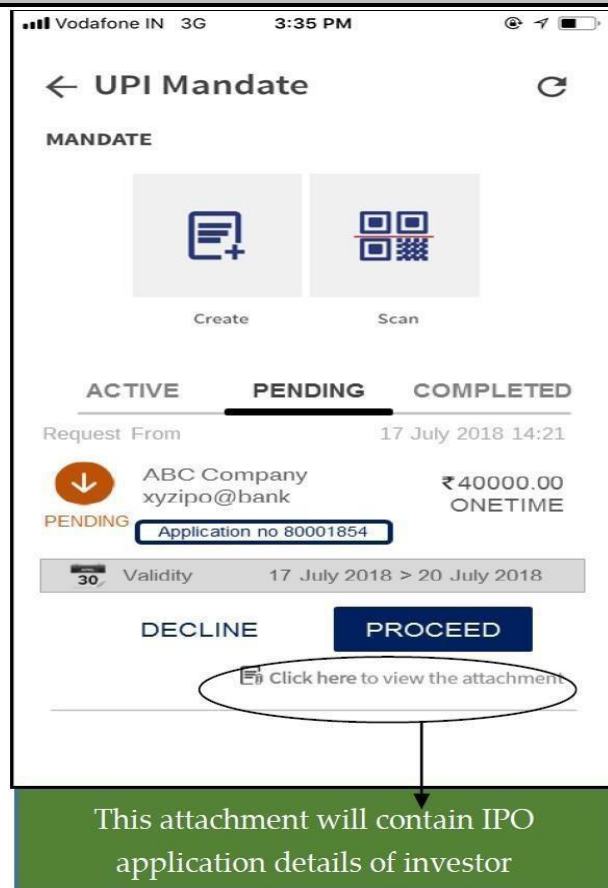 Vodafone IN 3G 3:35 PM
← UPI Mandate
MANDATE
Create Scan
ACTIVE PENDING COMPLETED
Request From 17 July 2018 14:21
ABC Company ₹40000.00
xyzipo@bank ONETIME
PENDING
Application no 80001854
30 Validity 17 July 2018 > 20 July 2018
DECLINE PROCEED
Click here to view the attachment
This attachment will contain IPO
application details of investor